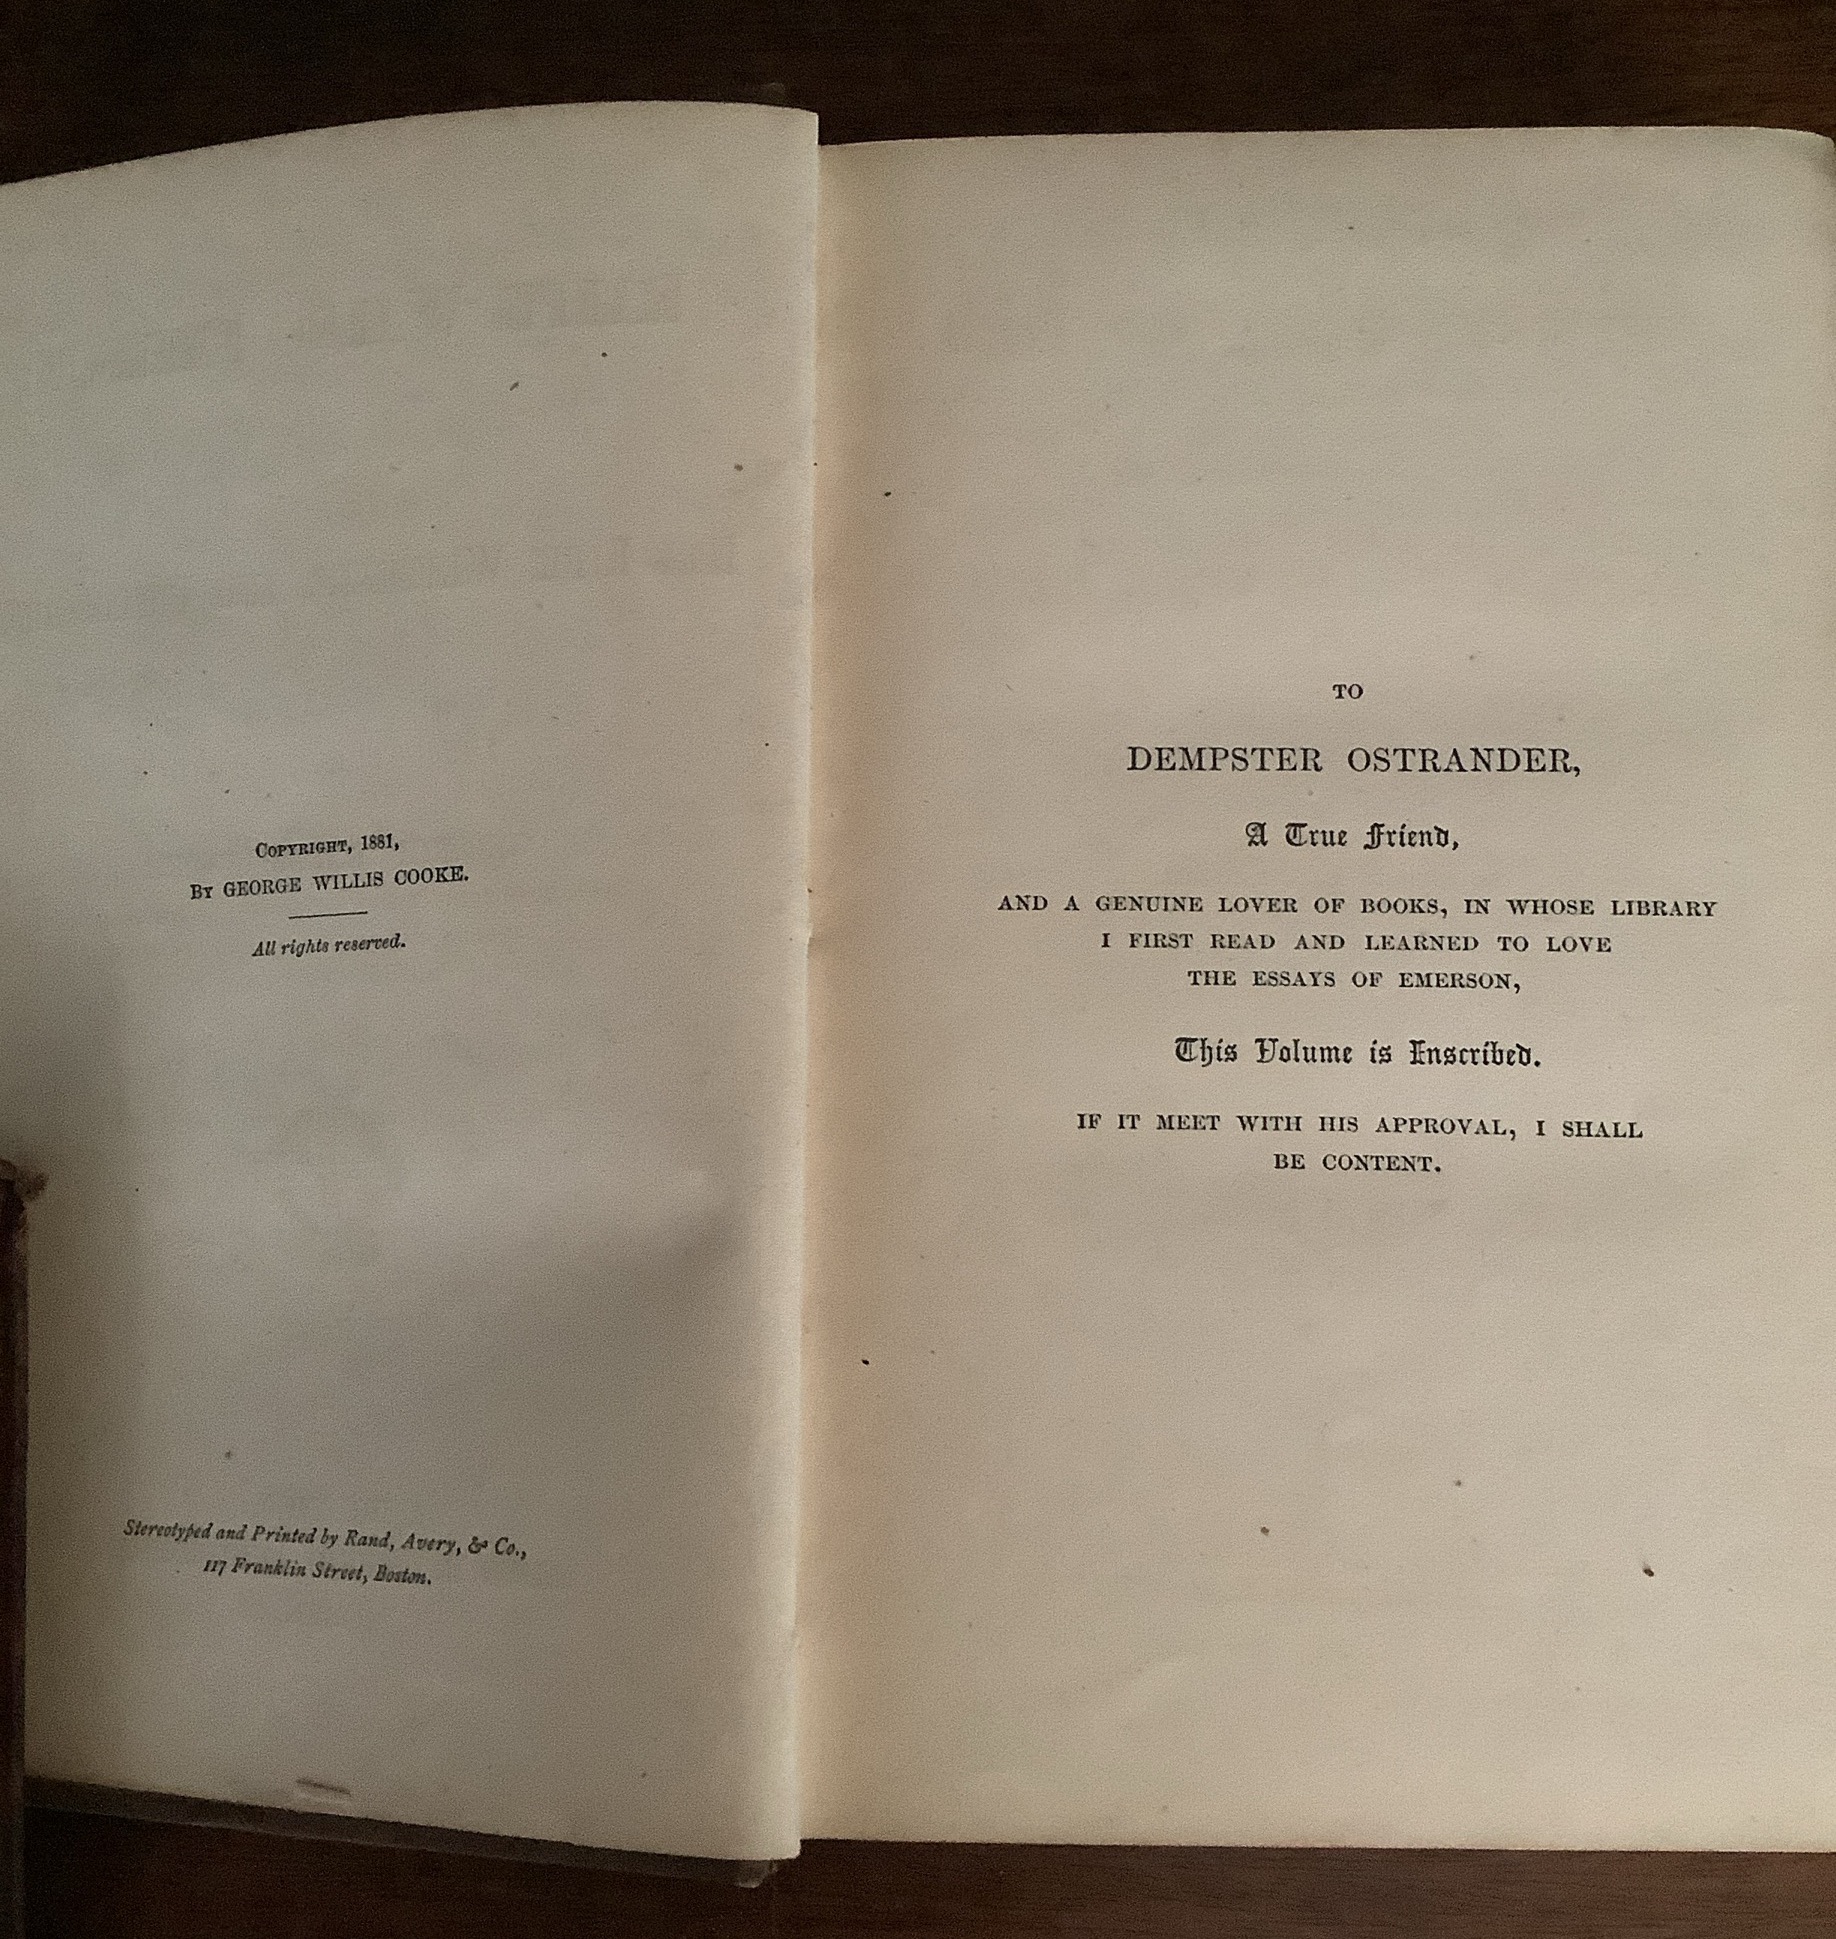 COPYRIGHT, 1881,
BY GEORGE WILLIS COOKE.
All rights reserved.
Stereotyped and Printed by Rand, Avery, & Co.,
117 Franklin Street, Boston.
TO
DEMPSTER OSTRANDER,
A True Friend,
AND A GENUINE LOVER OF BOOKS, IN WHOSE LIBRARY
I FIRST READ AND LEARNED TO LOVE
THE ESSAYS OF EMERSON,
This Volume is Inscribed.
IF IT MEET WITH HIS APPROVAL, I SHALL
BE CONTENT.